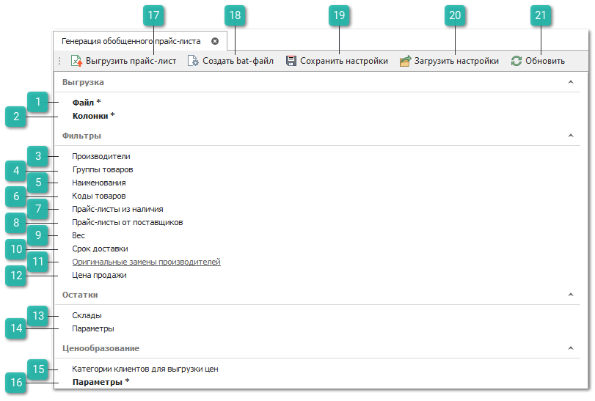 17 18 19 20 21
Генерация обобщенного прайс-листа
Выгрузить прайс-лист Создать bat-файл Сохранить настройки Загрузить настройки Обновить
Выгрузка
1 Файл *
2 Колонки *
Фильтры
3 Производители
4 Группы товаров
5 Наименования
6 Коды товаров
7 Прайс-листы из наличия
8 Прайс-листы от поставщиков
9 Вес
10 Срок доставки
11 Оригинальные замены производителей
12 Цена продажи
Остатки
13 Склады
14 Параметры
Ценообразование
15 Категории клиентов для выгрузки цен
16 Параметры *